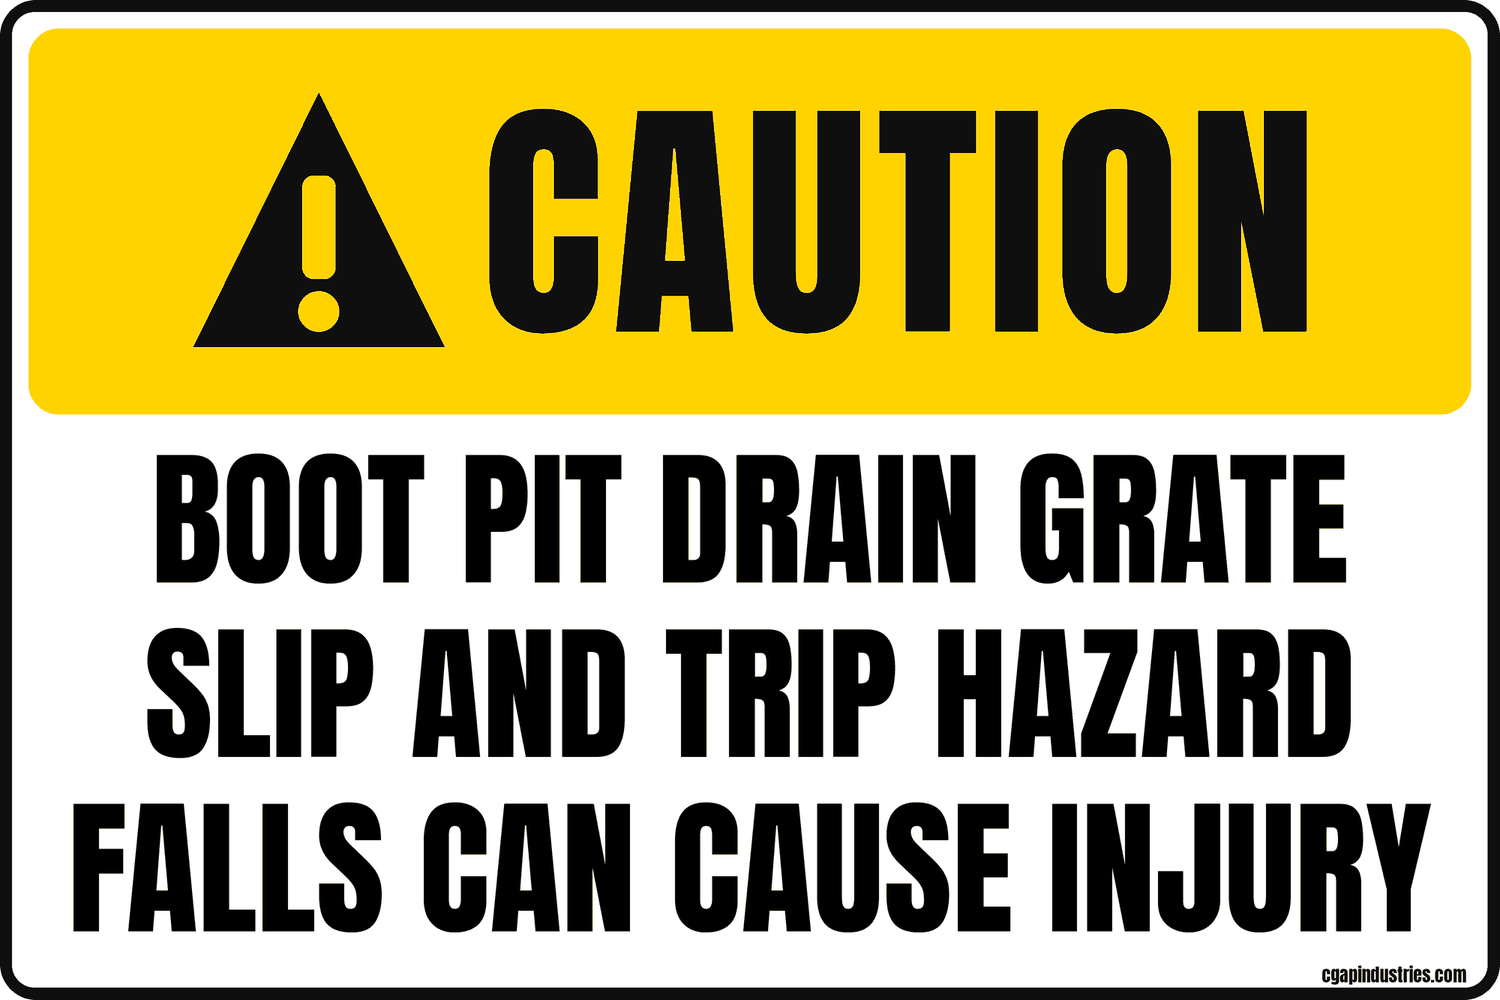 CAUTION
BOOT PIT DRAIN GRATE
SLIP AND TRIP HAZARD
FALLS CAN CAUSE INJURY
cgapindustries.com